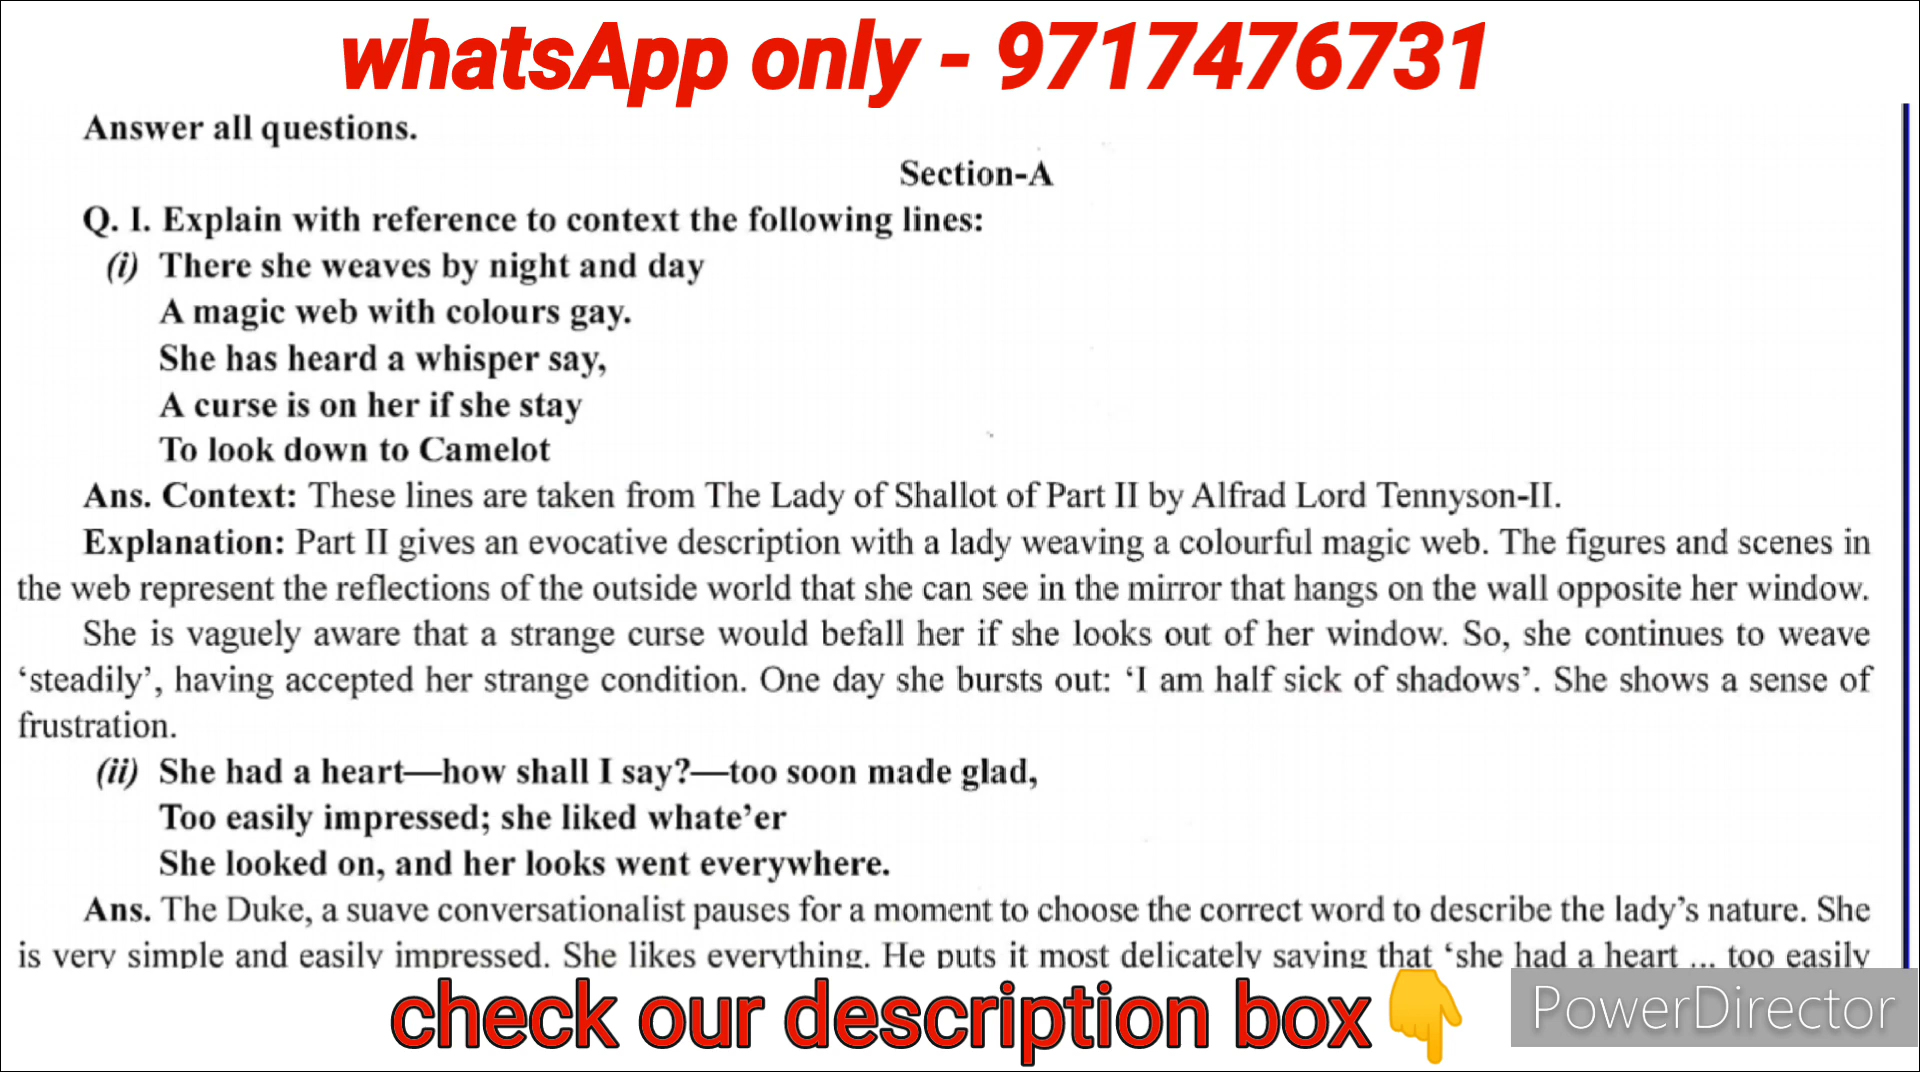 whatsApp only - 9717476731
Answer all questions.
Section-A
Q. I. Explain with reference to context the following lines:
(i) There she weaves by night and day
A magic web with colours gay.
She has heard a whisper say,
A curse is on her if she stay
To look down to Camelot
Ans. Context: These lines are taken from The Lady of Shallot of Part II by Alfrad Lord Tennyson-II.
Explanation: Part II gives an evocative description with a lady weaving a colourful magic web. The figures and scenes in
the web represent the reflections of the outside world that she can see in the mirror that hangs on the wall opposite her window.
She is vaguely aware that a strange curse would befall her if she looks out of her window. So, she continues to weave
‘steadily’, having accepted her strange condition. One day she bursts out: ‘I am half sick of shadows’. She shows a sense of
frustration.
(ii) She had a heart—how shall I say?—too soon made glad,
Too easily impressed; she liked whate’er
She looked on, and her looks went everywhere.
Ans. The Duke, a suave conversationalist pauses for a moment to choose the correct word to describe the lady’s nature. She
is very simple and easily impressed. She likes everything. He puts it most delicately saying that ‘she had a heart ... too easily
check our description box👇
PowerDirector